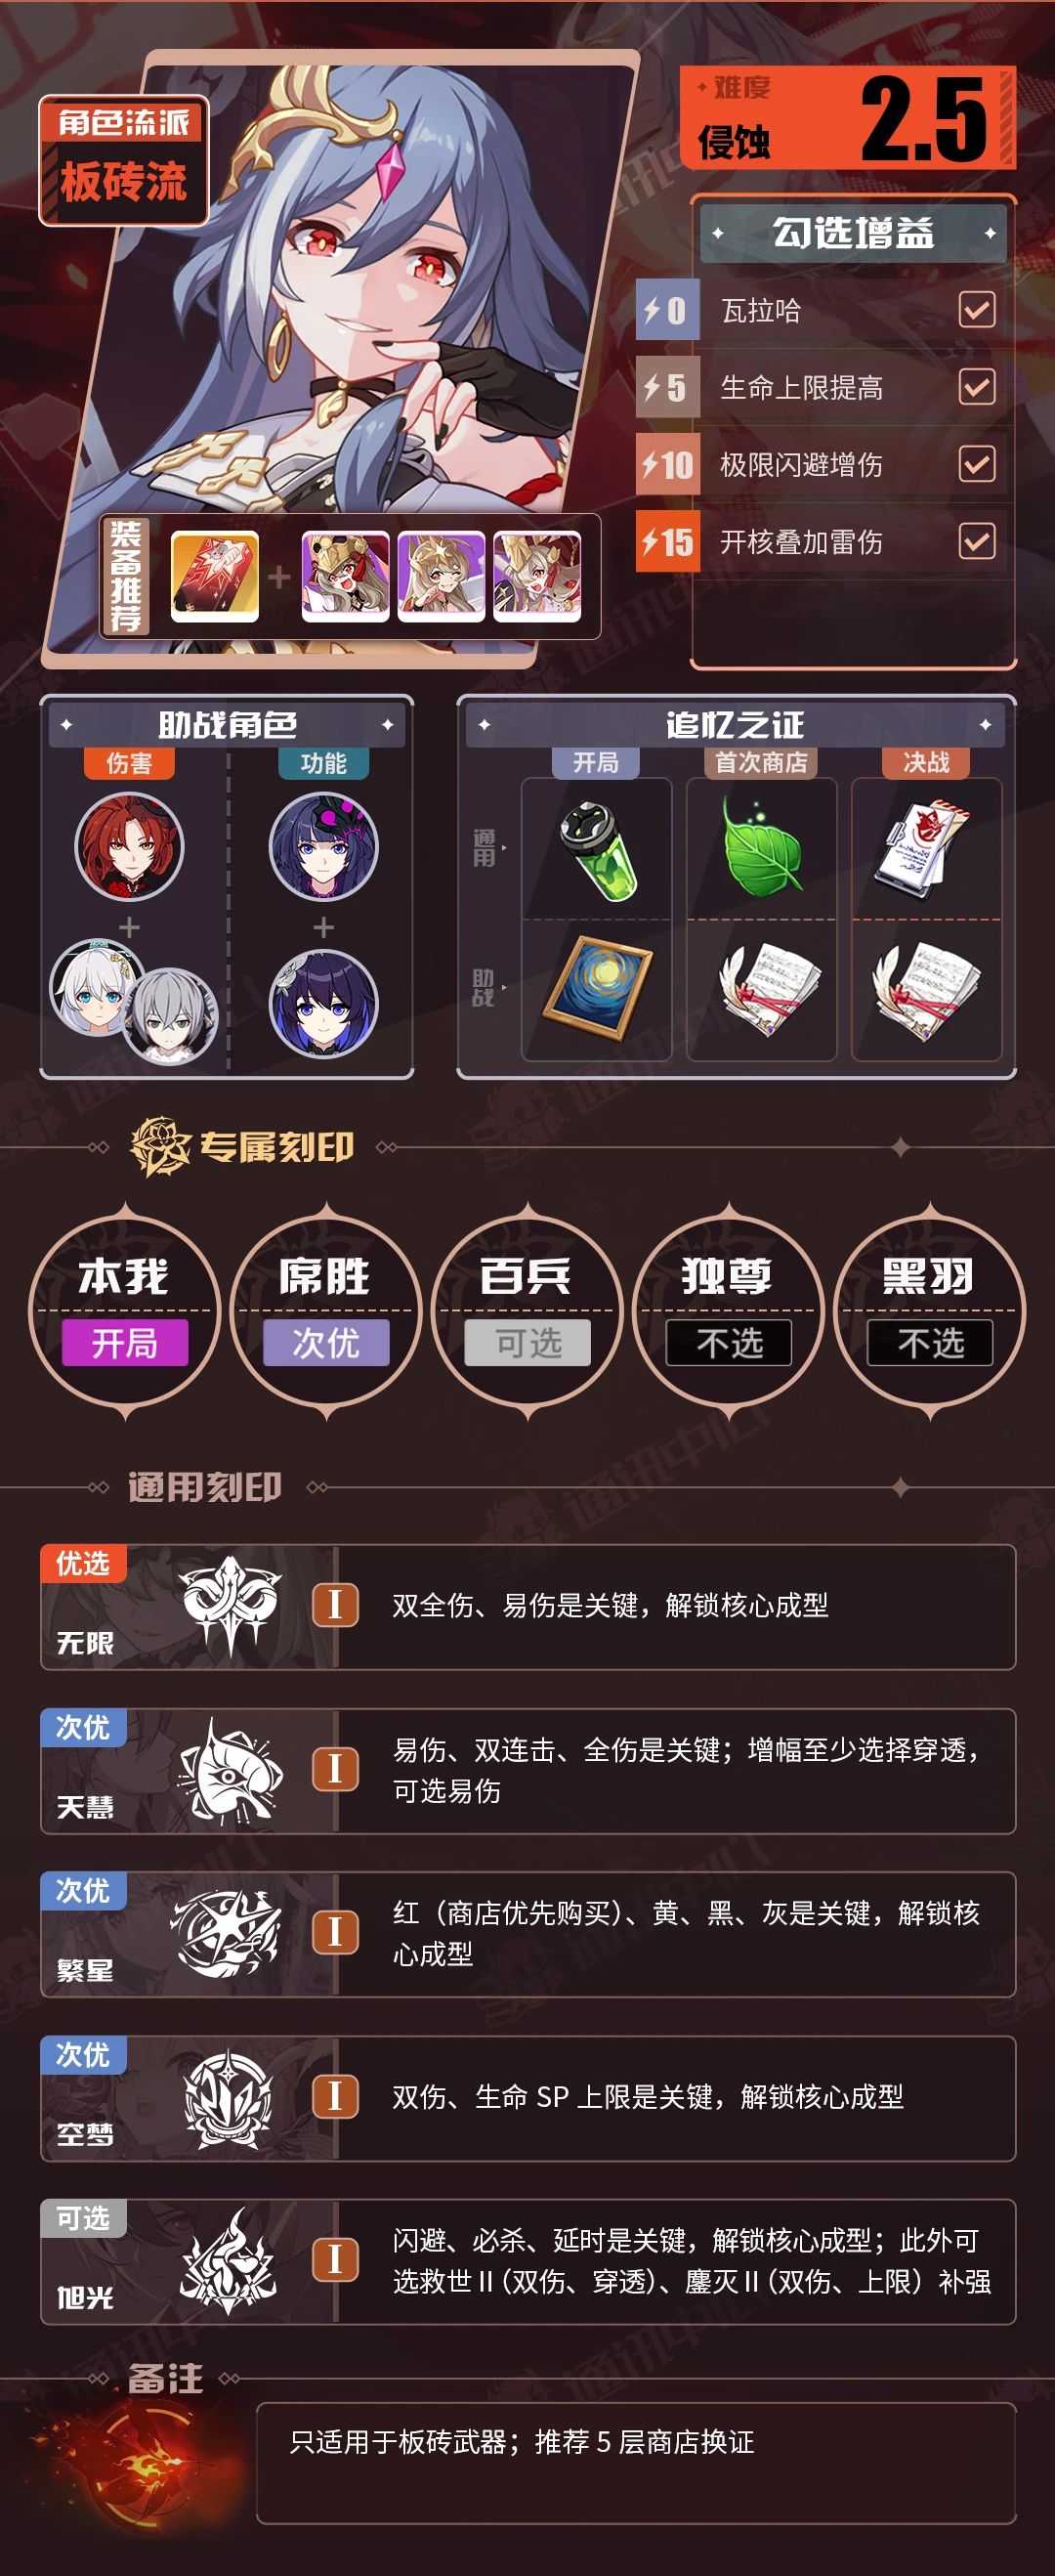 角色流派
板砖流
难度
侵蚀
2.5
勾选增益
0 瓦拉哈
5 生命上限提高
10 极限闪避增伤
15 开核叠加雷伤
装备推荐
助战角色
伤害
功能
追忆之证
开局
首次商店
决战
通用
助战
专属刻印
本我
开局
席胜
次优
百兵
可选
独尊
不选
黑羽
不选
通用刻印
优选
无限
I
双全伤、易伤是关键，解锁核心成型
次优
天慧
I
易伤、双连击、全伤是关键；增幅至少选择穿透，
可选易伤
次优
繁星
I
红（商店优先购买）、黄、黑、灰是关键，解锁核
心成型
次优
空梦
I
双伤、生命 SP 上限是关键，解锁核心成型
可选
旭光
I
闪避、必杀、延时是关键，解锁核心成型；此外可
选救世 II（双伤、穿透）、鏖灭 II（双伤、上限）补强
备注
只适用于板砖武器；推荐 5 层商店换证
通讯中心